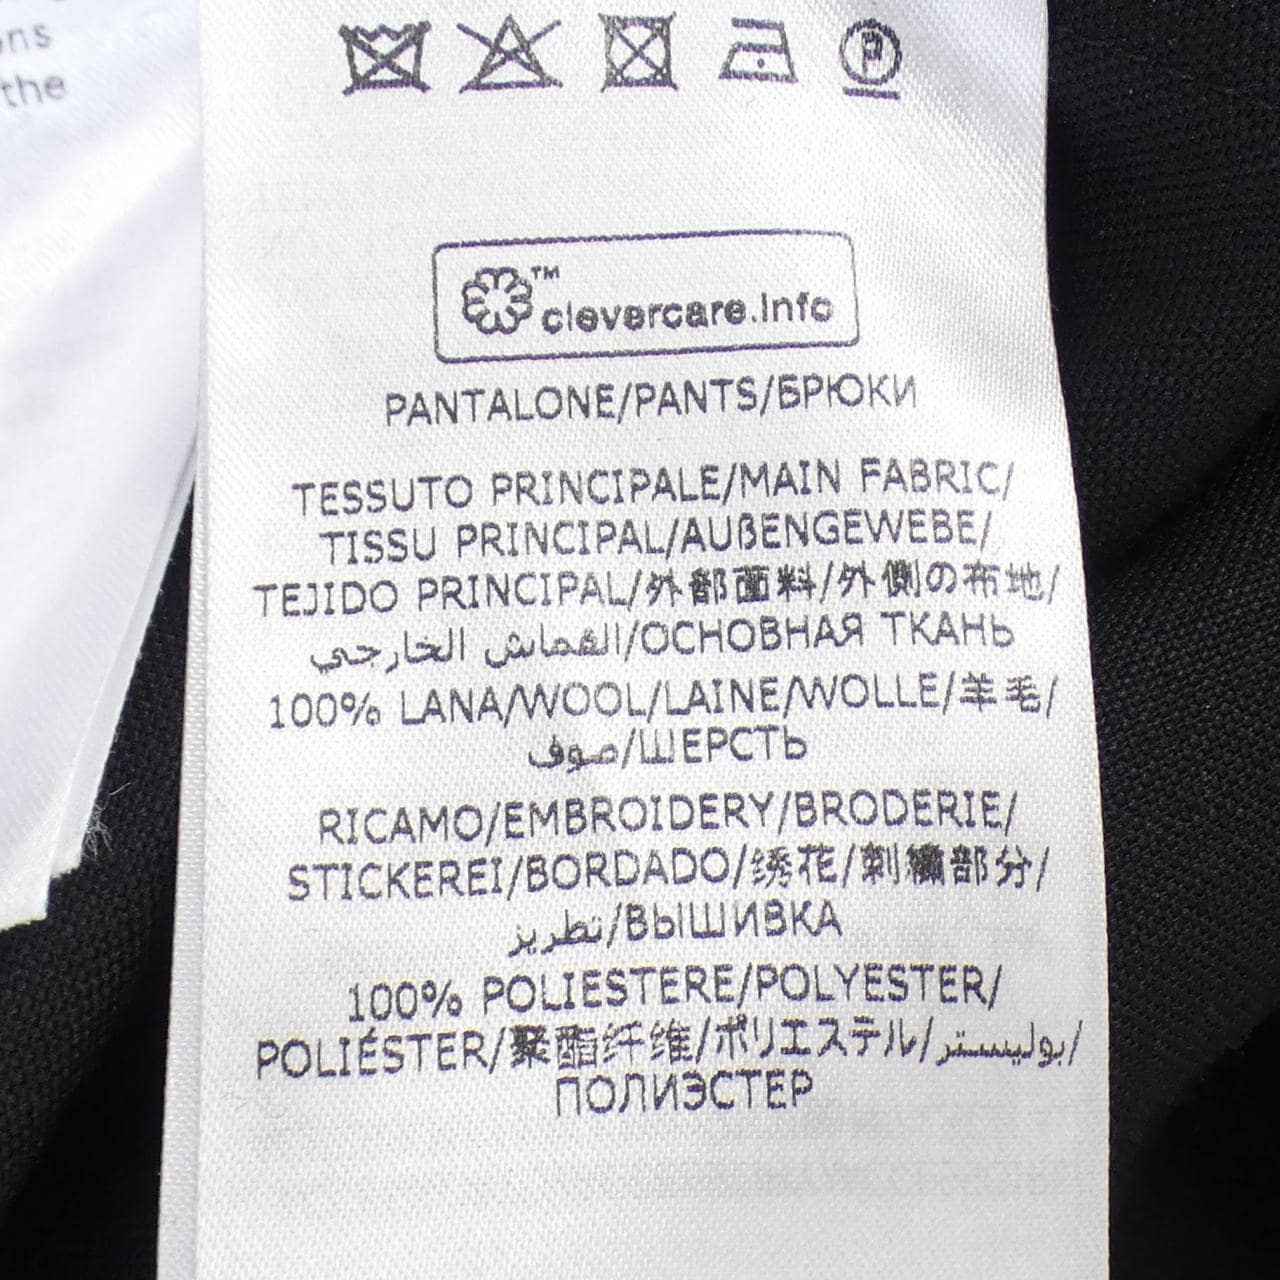 ns
the
P
™
clevercare.info
PANTALONE/PANTS/БРЮКИ
TESSUTO PRINCIPALE/MAIN FABRIC/
TISSU PRINCIPAL/AUßENGEWEBE/
TEJIDO PRINCIPAL/外部面料/外側の布地/
القماش الخارجي/ОСНОВНАЯ ТКАНЬ
100% LANA/WOOL/LAINE/WOLLE/羊毛/
صوف/ШЕРСТЬ
RICAMO/EMBROIDERY/BRODERIE/
STICKEREI/BORDADO/绣花/刺繍部分/
تطريز/ВЫШИВКА
100% POLIESTERE/POLYESTER/
POLIÉSTER/聚酯纤维/ポリエステル/بوليستر/
ПОЛИЭСТЕР